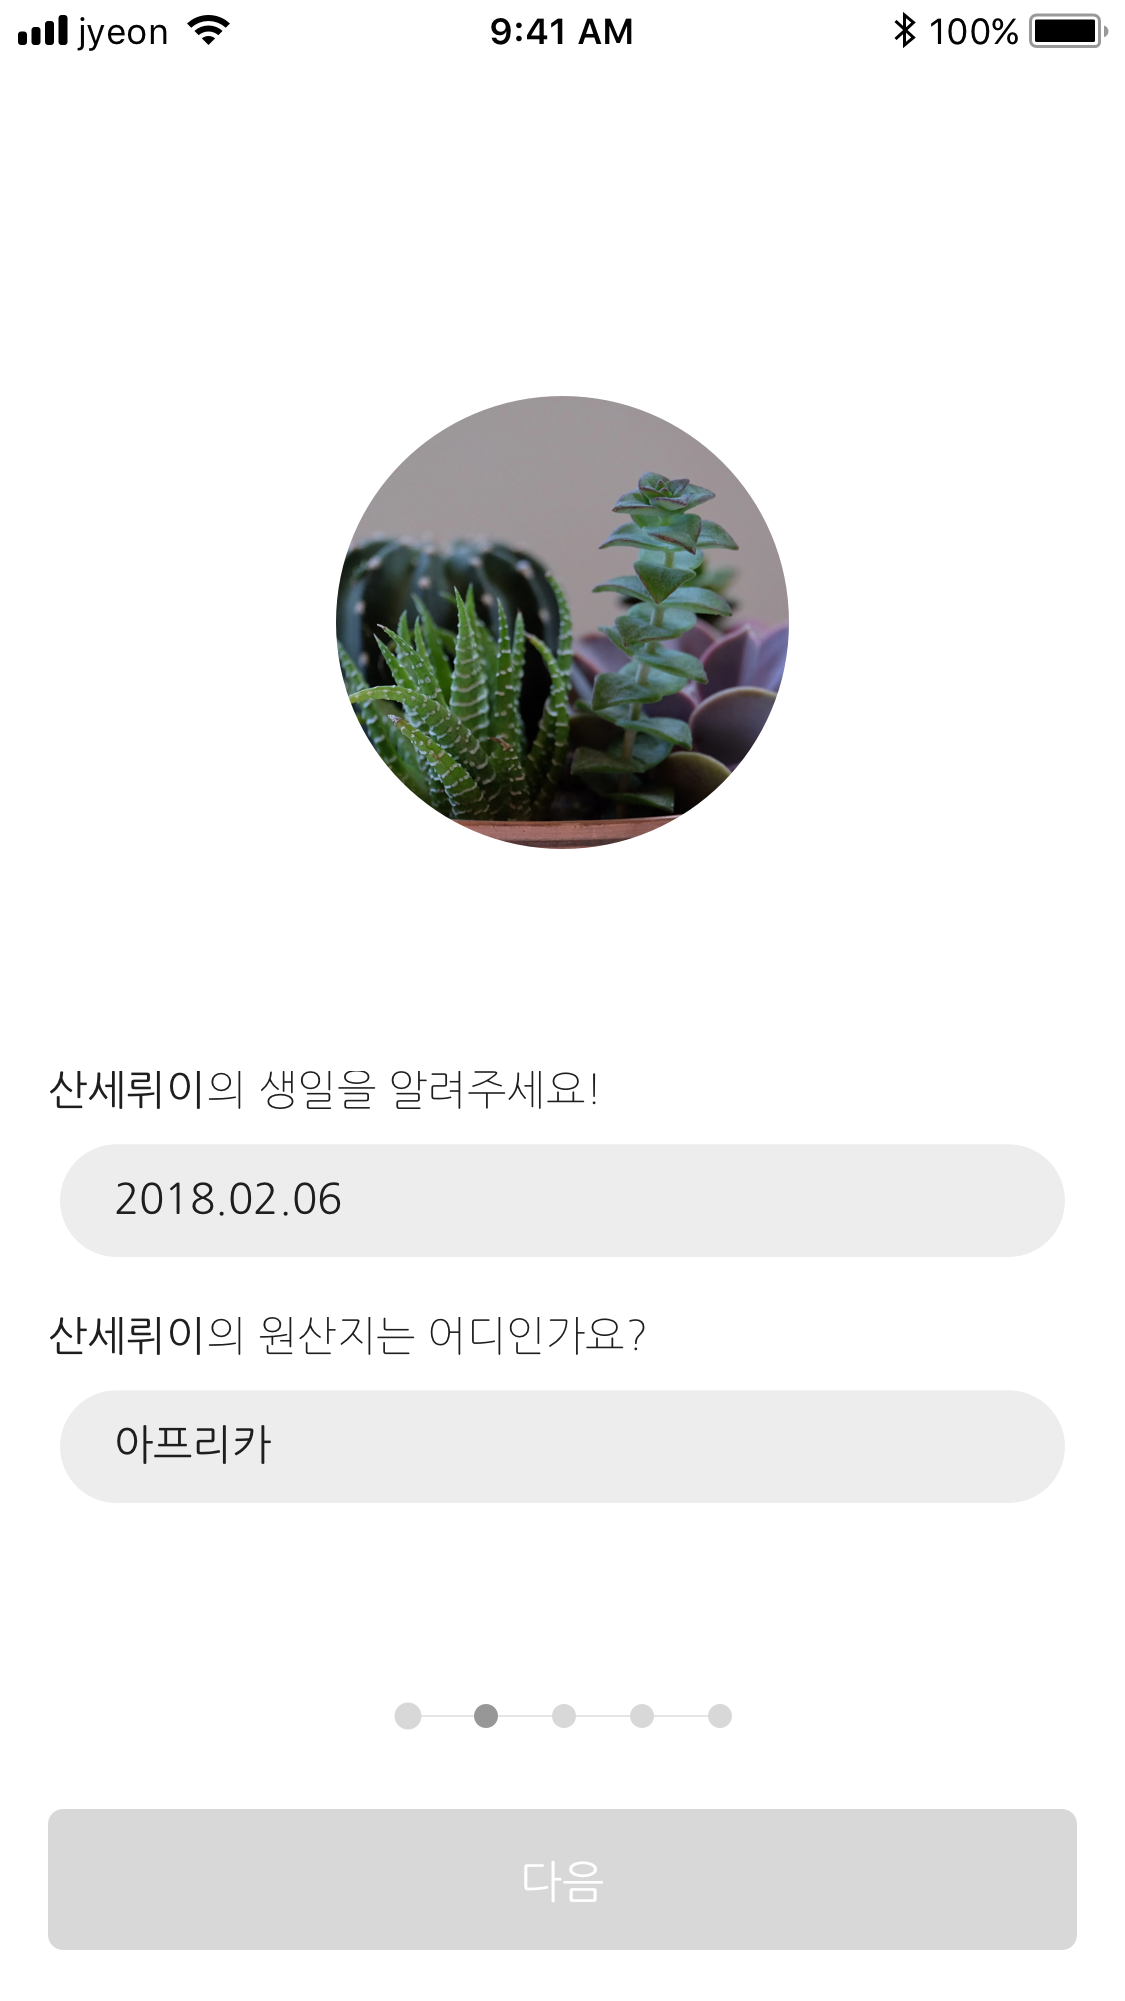 jyeon 9:41 AM 100%
산세뤼이의 생일을 알려주세요!
2018.02.06
산세뤼이의 원산지는 어디인가요?
아프리카
다음